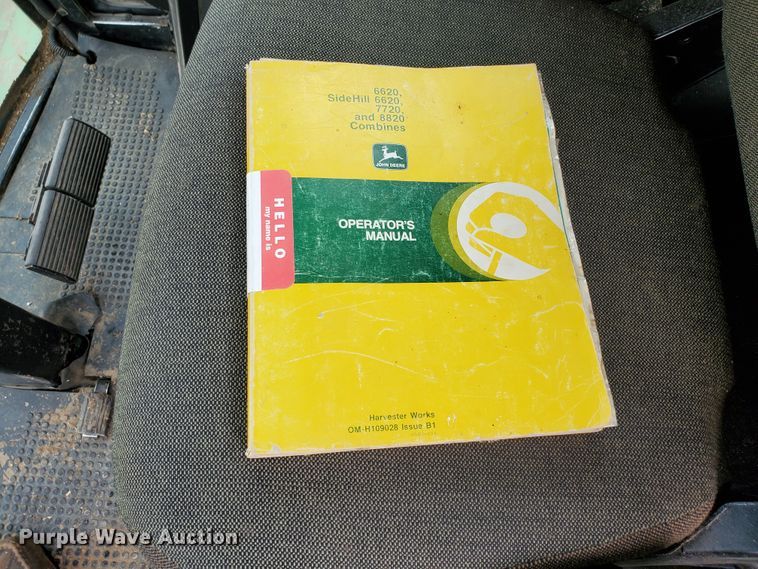 6620,
SideHill 6620,
7720,
and 8820
Combines
JOHN DEERE
HELLO
my name is
OPERATOR'S
MANUAL
Harvester Works
OM-H109028 Issue B1
Purple Wave Auction